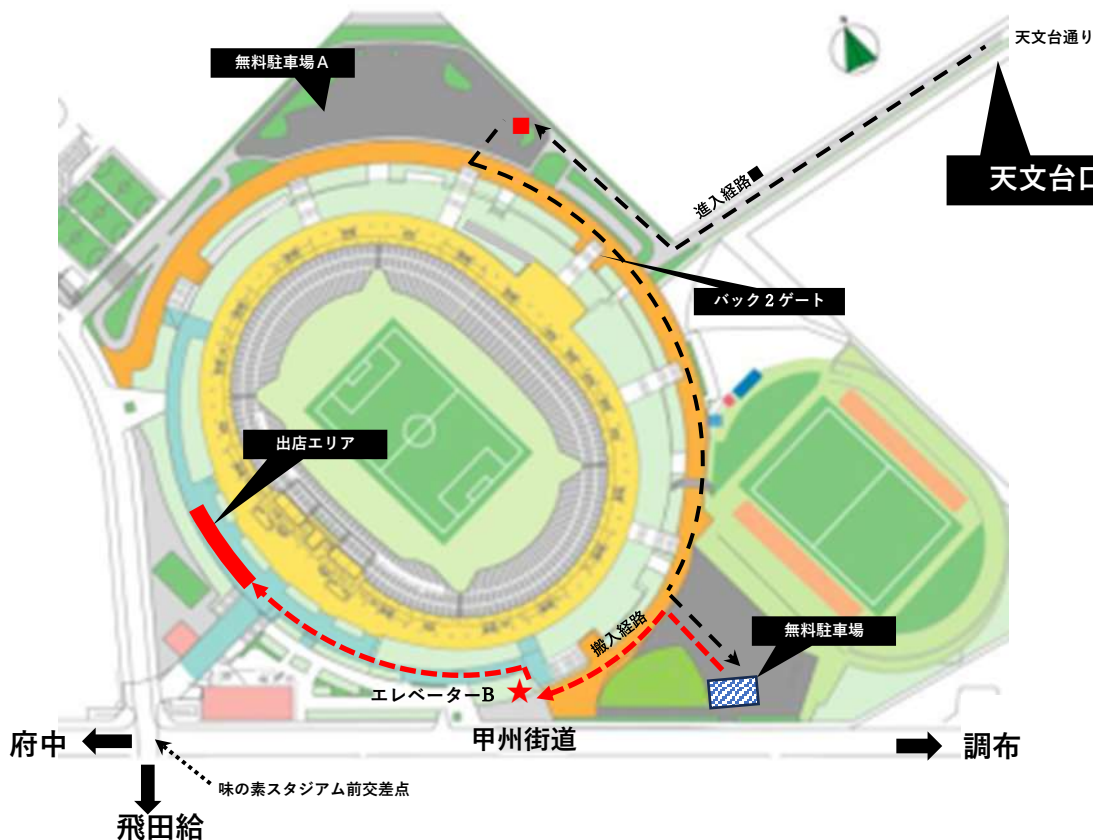 天文台通り
無料駐車場A
天文台口
進入経路■
バック2ゲート
出店エリア
搬入経路
無料駐車場
エレベーターB
甲州街道
府中
調布
味の素スタジアム前交差点
飛田給